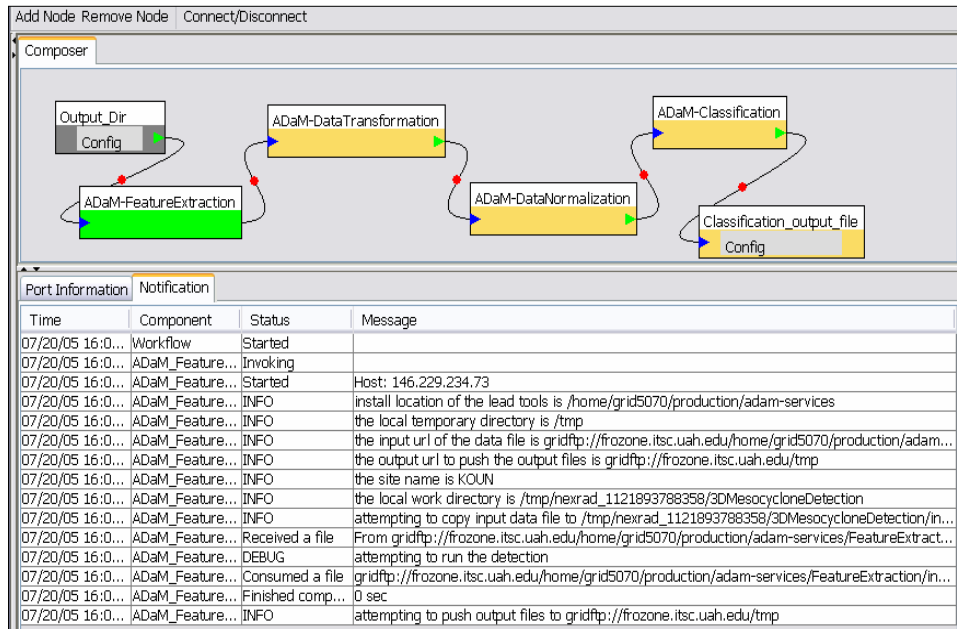 Add Node Remove Node Connect/Disconnect
Composer
Output_Dir
Config
ADaM-DataTransformation
ADaM-Classification
ADaM-FeatureExtraction
ADaM-DataNormalization
Classification_output_file
Config
Port Information Notification
Time Component Status Message
07/20/05 16:0... Workflow Started
07/20/05 16:0... ADaM_Feature... Invoking
07/20/05 16:0... ADaM_Feature... Started Host: 146.229.234.73
07/20/05 16:0... ADaM_Feature... INFO install location of the lead tools is /home/grid5070/production/adam-services
07/20/05 16:0... ADaM_Feature... INFO the local temporary directory is /tmp
07/20/05 16:0... ADaM_Feature... INFO the input url of the data file is gridftp://frozone.itsc.uah.edu/home/grid5070/production/adam...
07/20/05 16:0... ADaM_Feature... INFO the output url to push the output files is gridftp://frozone.itsc.uah.edu/tmp
07/20/05 16:0... ADaM_Feature... INFO the site name is KOUN
07/20/05 16:0... ADaM_Feature... INFO the local work directory is /tmp/nexrad_1121893788358/3DMesocycloneDetection
07/20/05 16:0... ADaM_Feature... INFO attempting to copy input data file to /tmp/nexrad_1121893788358/3DMesocycloneDetection/in...
07/20/05 16:0... ADaM_Feature... Received a file From gridftp://frozone.itsc.uah.edu/home/grid5070/production/adam-services/FeatureExtract...
07/20/05 16:0... ADaM_Feature... DEBUG attempting to run the detection
07/20/05 16:0... ADaM_Feature... Consumed a file gridftp://frozone.itsc.uah.edu/home/grid5070/production/adam-services/FeatureExtraction/in...
07/20/05 16:0... ADaM_Feature... Finished comp... 0 sec
07/20/05 16:0... ADaM_Feature... INFO attempting to push output files to gridftp://frozone.itsc.uah.edu/tmp